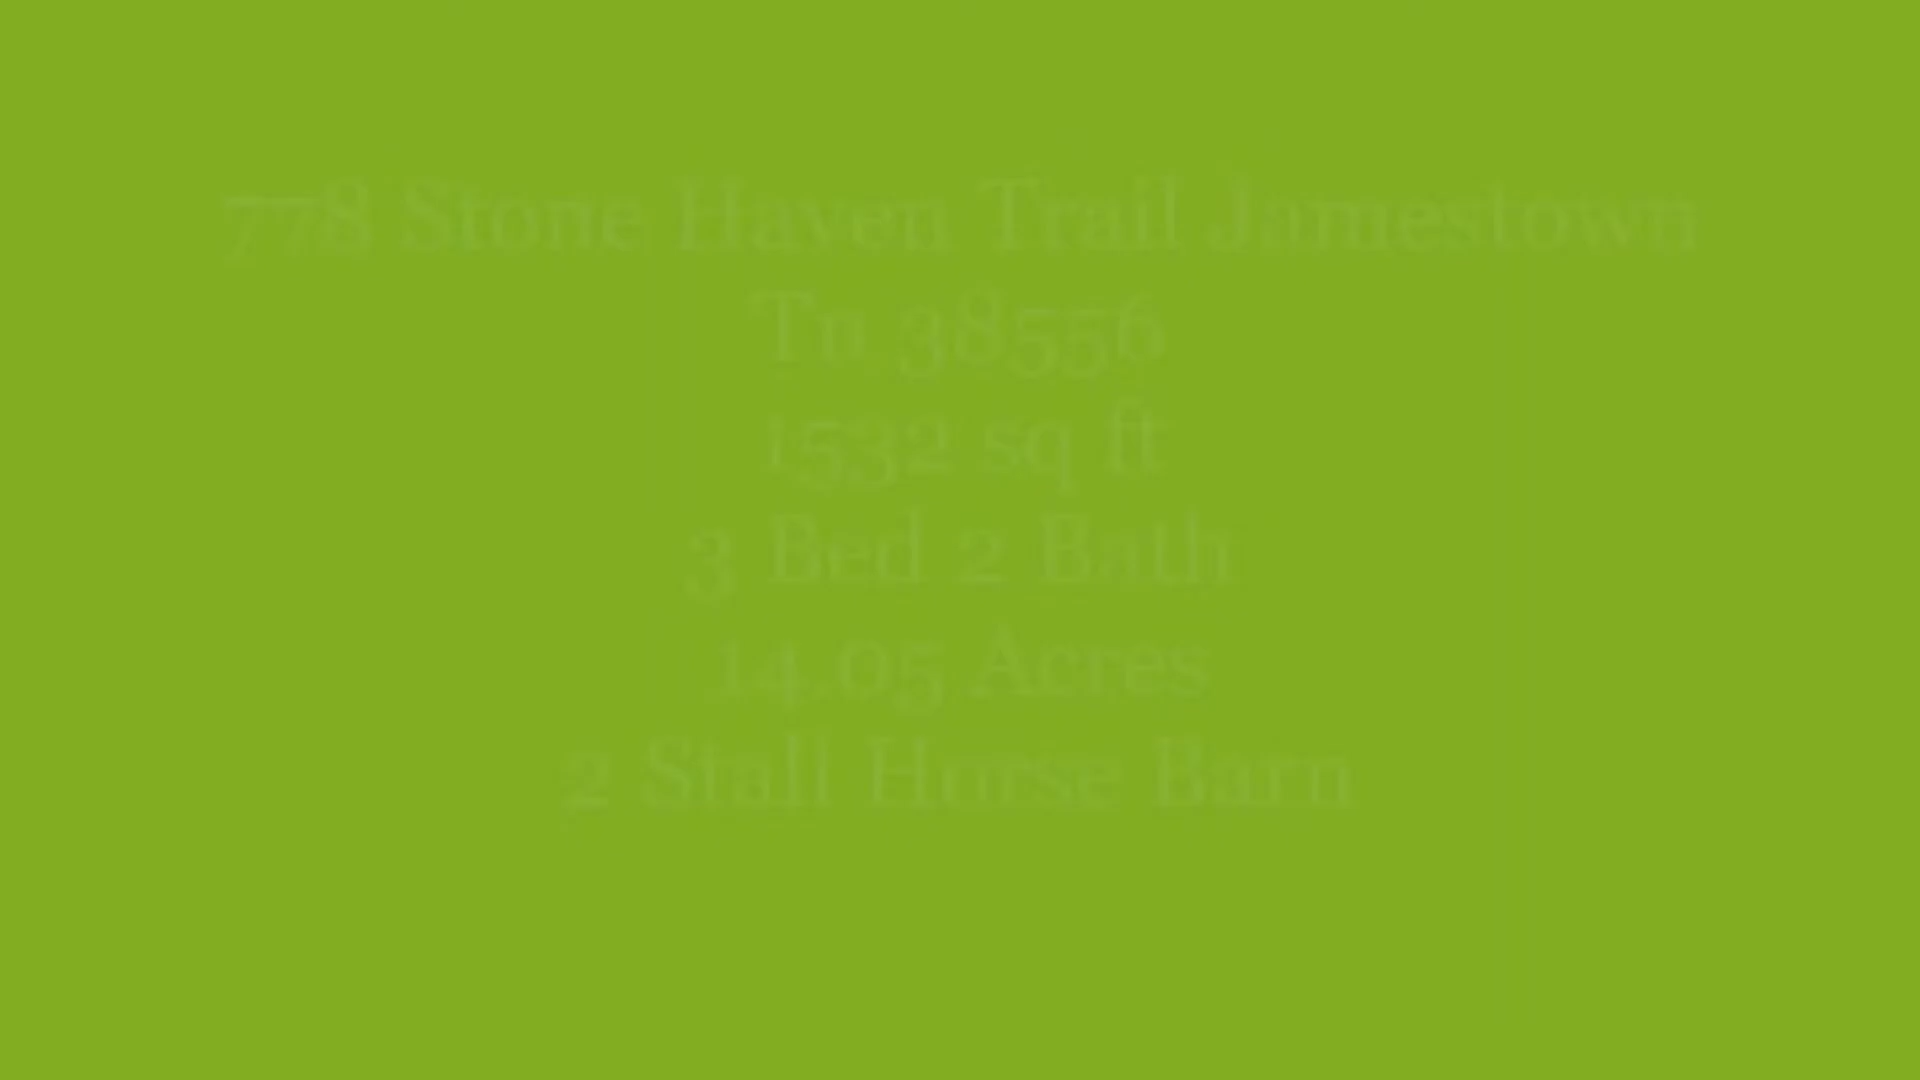 778 Stone Haven Trail Jamestown
Tn 38556
1532 sq ft
3 Bed 2 Bath
14.05 Acres
2 Stall Horse Barn